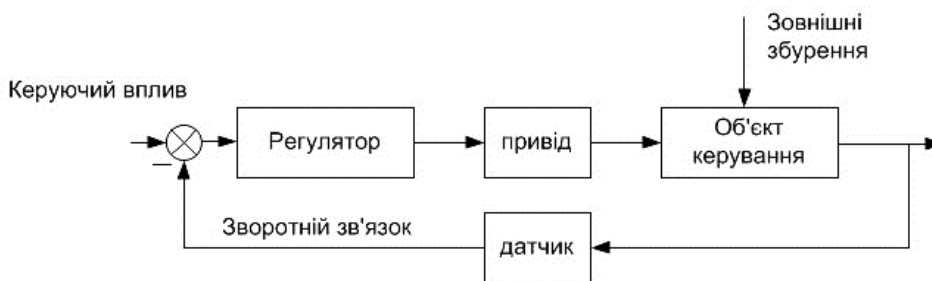 Зовнішні
збурення
Керуючий вплив
Регулятор
привід
Об'єкт
керування
Зворотній зв'язок
датчик